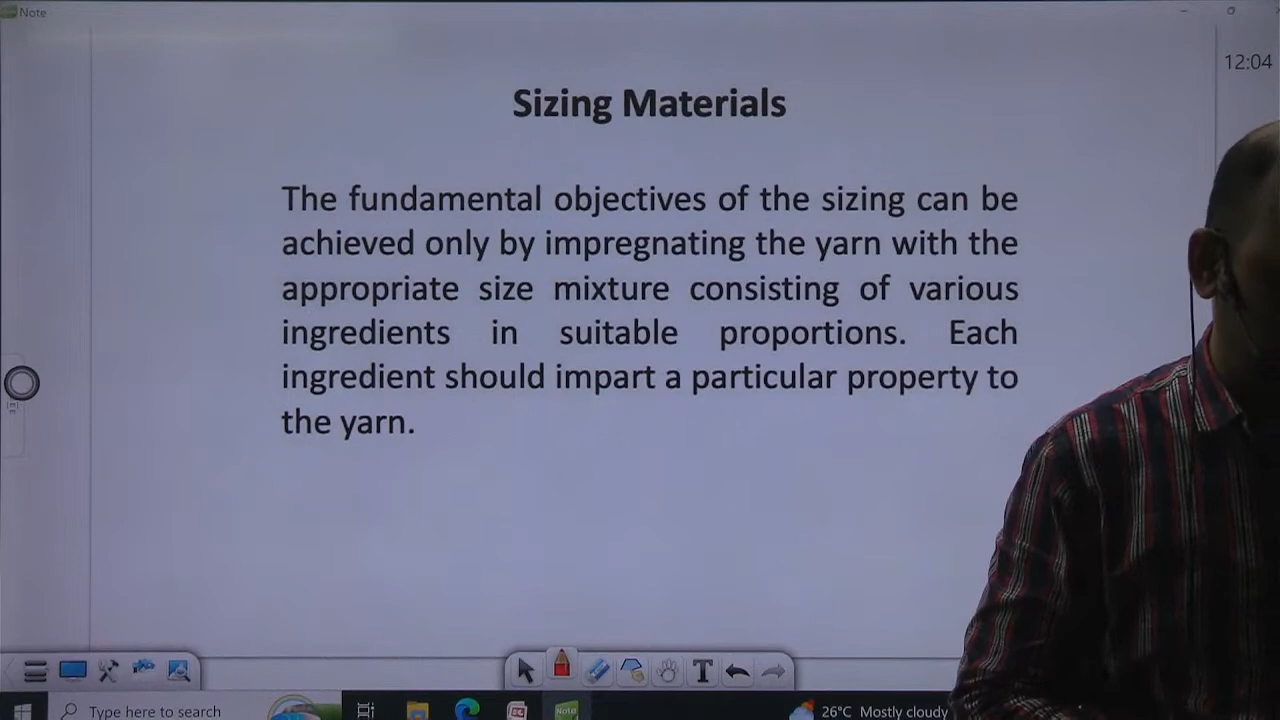 Note
12:04
Sizing Materials
The fundamental objectives of the sizing can be
achieved only by impregnating the yarn with the
appropriate size mixture consisting of various
ingredients in suitable proportions. Each
ingredient should impart a particular property to
the yarn.
T
Type here to search
Note
26°C Mostly cloudy